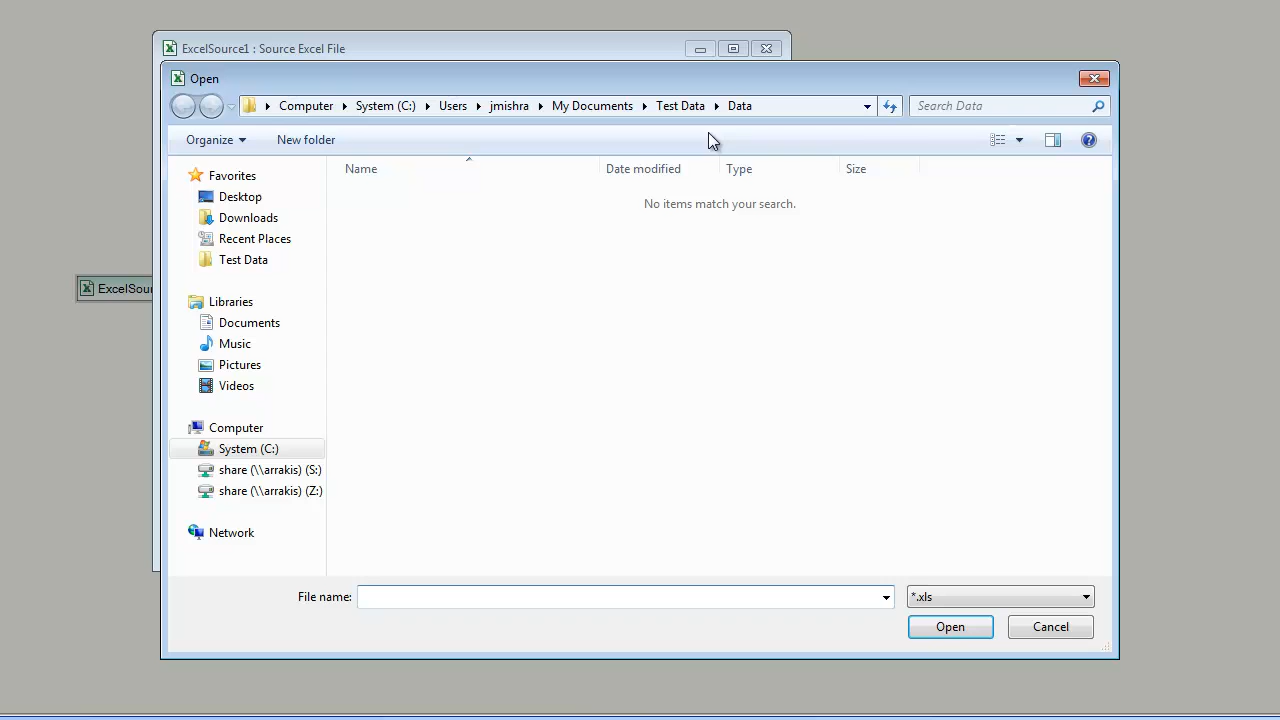 ExcelSource1 : Source Excel File
Open
Computer System (C:) Users jmishra My Documents Test Data Data
Search Data
Organize New folder
Name Date modified Type Size
No items match your search.
Favorites
Desktop
Downloads
Recent Places
Test Data
Libraries
Documents
Music
Pictures
Videos
Computer
System (C:)
share (\\arrakis) (S:)
share (\\arrakis) (Z:)
Network
ExcelSour
File name: *.xls
Open Cancel